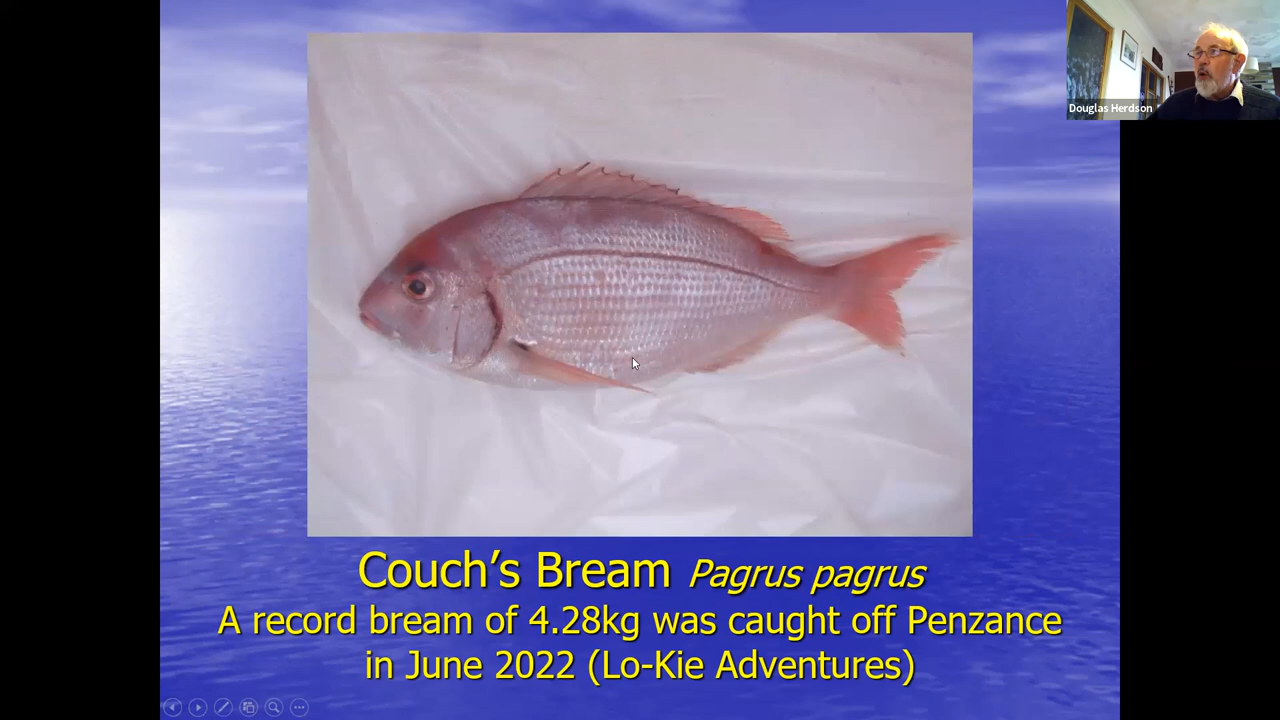 Douglas Herdson
Couch’s Bream Pagrus pagrus
A record bream of 4.28kg was caught off Penzance
in June 2022 (Lo-Kie Adventures)